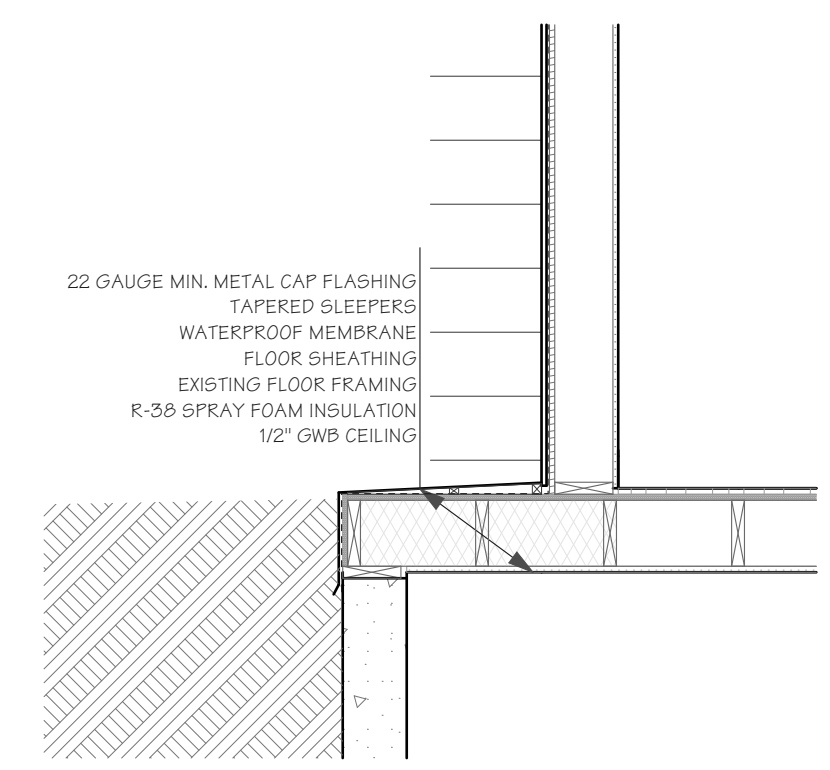 22 GAUGE MIN. METAL CAP FLASHING
TAPERED SLEEPERS
WATERPROOF MEMBRANE
FLOOR SHEATHING
EXISTING FLOOR FRAMING
R-38 SPRAY FOAM INSULATION
1/2" GWB CEILING